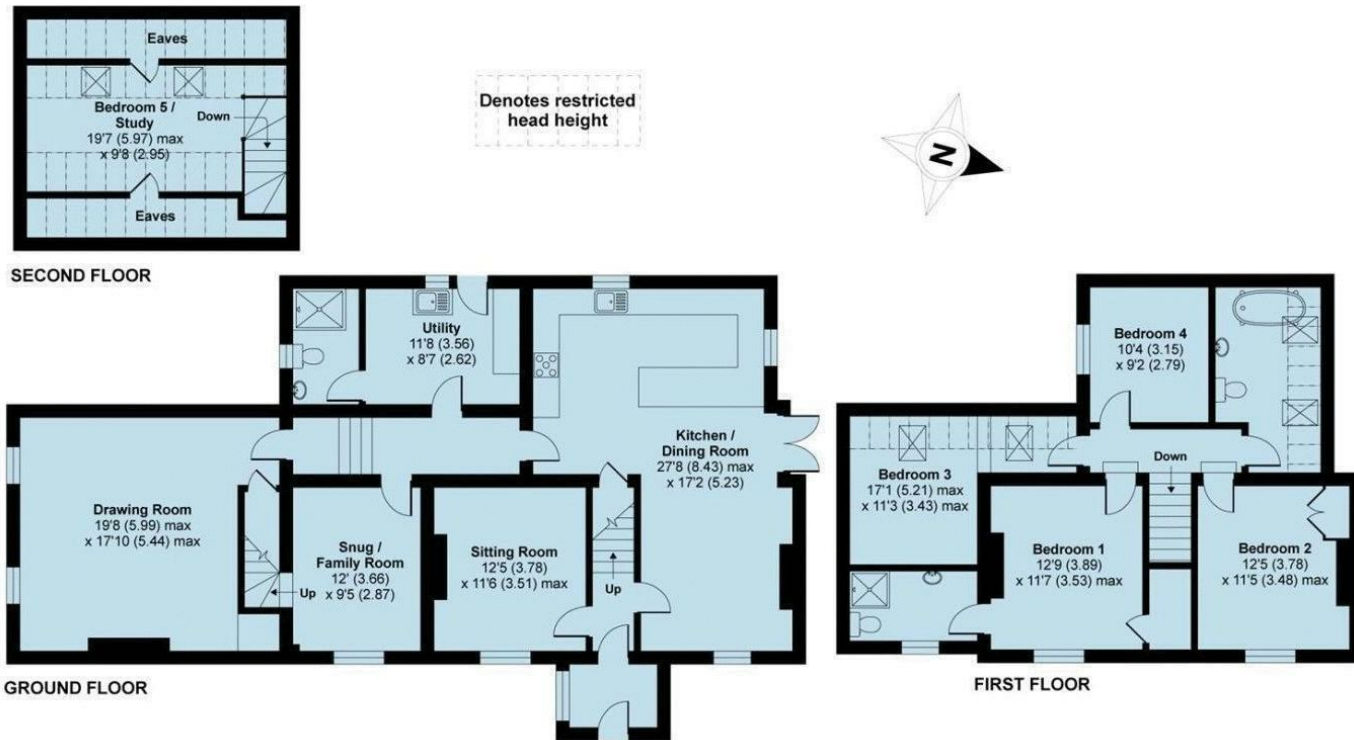 Eaves
Bedroom 5 /
Study
19'7 (5.97) max
x 9'8 (2.95)
Down
Eaves
SECOND FLOOR
Denotes restricted
head height
N
Utility
11'8 (3.56)
x 8'7 (2.62)
Kitchen /
Dining Room
27'8 (8.43) max
x 17'2 (5.23)
Drawing Room
19'8 (5.99) max
x 17'10 (5.44) max
Up
Snug /
Family Room
12' (3.66)
x 9'5 (2.87)
Sitting Room
12'5 (3.78)
x 11'6 (3.51) max
Up
GROUND FLOOR
Bedroom 4
10'4 (3.15)
x 9'2 (2.79)
Down
Bedroom 3
17'1 (5.21) max
x 11'3 (3.43) max
Bedroom 1
12'9 (3.89)
x 11'7 (3.53) max
Bedroom 2
12'5 (3.78)
x 11'5 (3.48) max
FIRST FLOOR